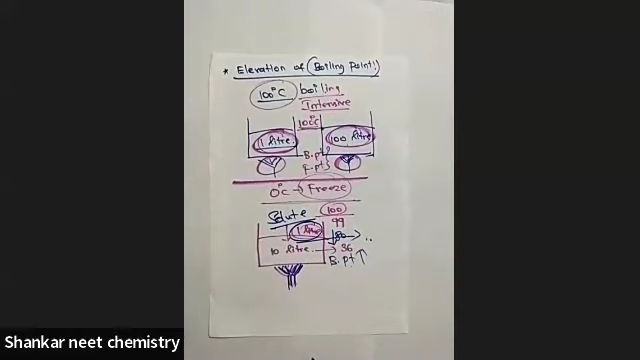 * Elevation of (Boiling Point!)
100°C boiling
Intensive
100°C
1 litre
100 litre
B.pt
F.pt
0°C → Freeze
Solute 100
99
1 litre
10 litre → 36
B.pt ↑
Shankar neet chemistry